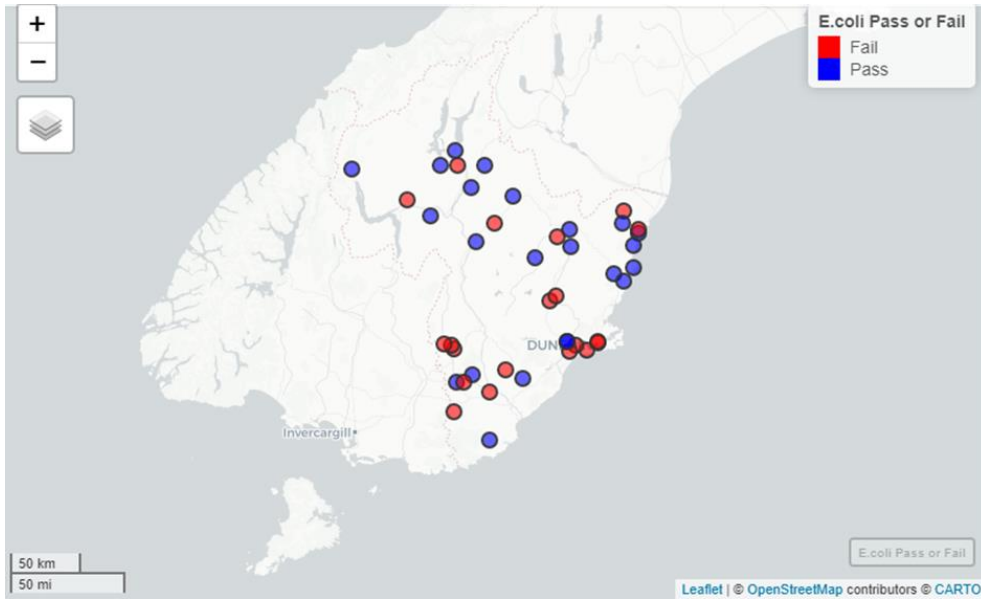 +
E.coli Pass or Fail
Fail
−
Pass
DUN
Invercargill
50 km
50 mi
E.coli Pass or Fail
Leaflet | © OpenStreetMap contributors © CARTO